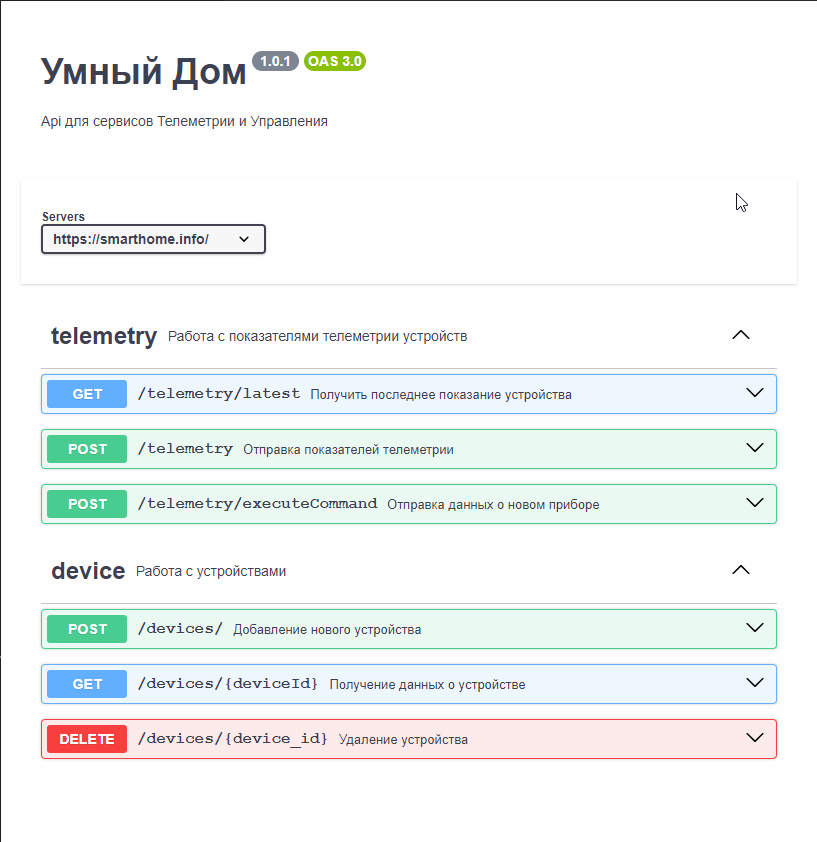 Умный Дом 1.0.1 OAS 3.0
Api для сервисов Телеметрии и Управления
Servers
https://smarthome.info/
telemetry Работа с показателями телеметрии устройств
GET /telemetry/latest Получить последнее показание устройства
POST /telemetry Отправка показателей телеметрии
POST /telemetry/executeCommand Отправка данных о новом приборе
device Работа с устройствами
POST /devices/ Добавление нового устройства
GET /devices/{deviceId} Получение данных о устройстве
DELETE /devices/{device_id} Удаление устройства